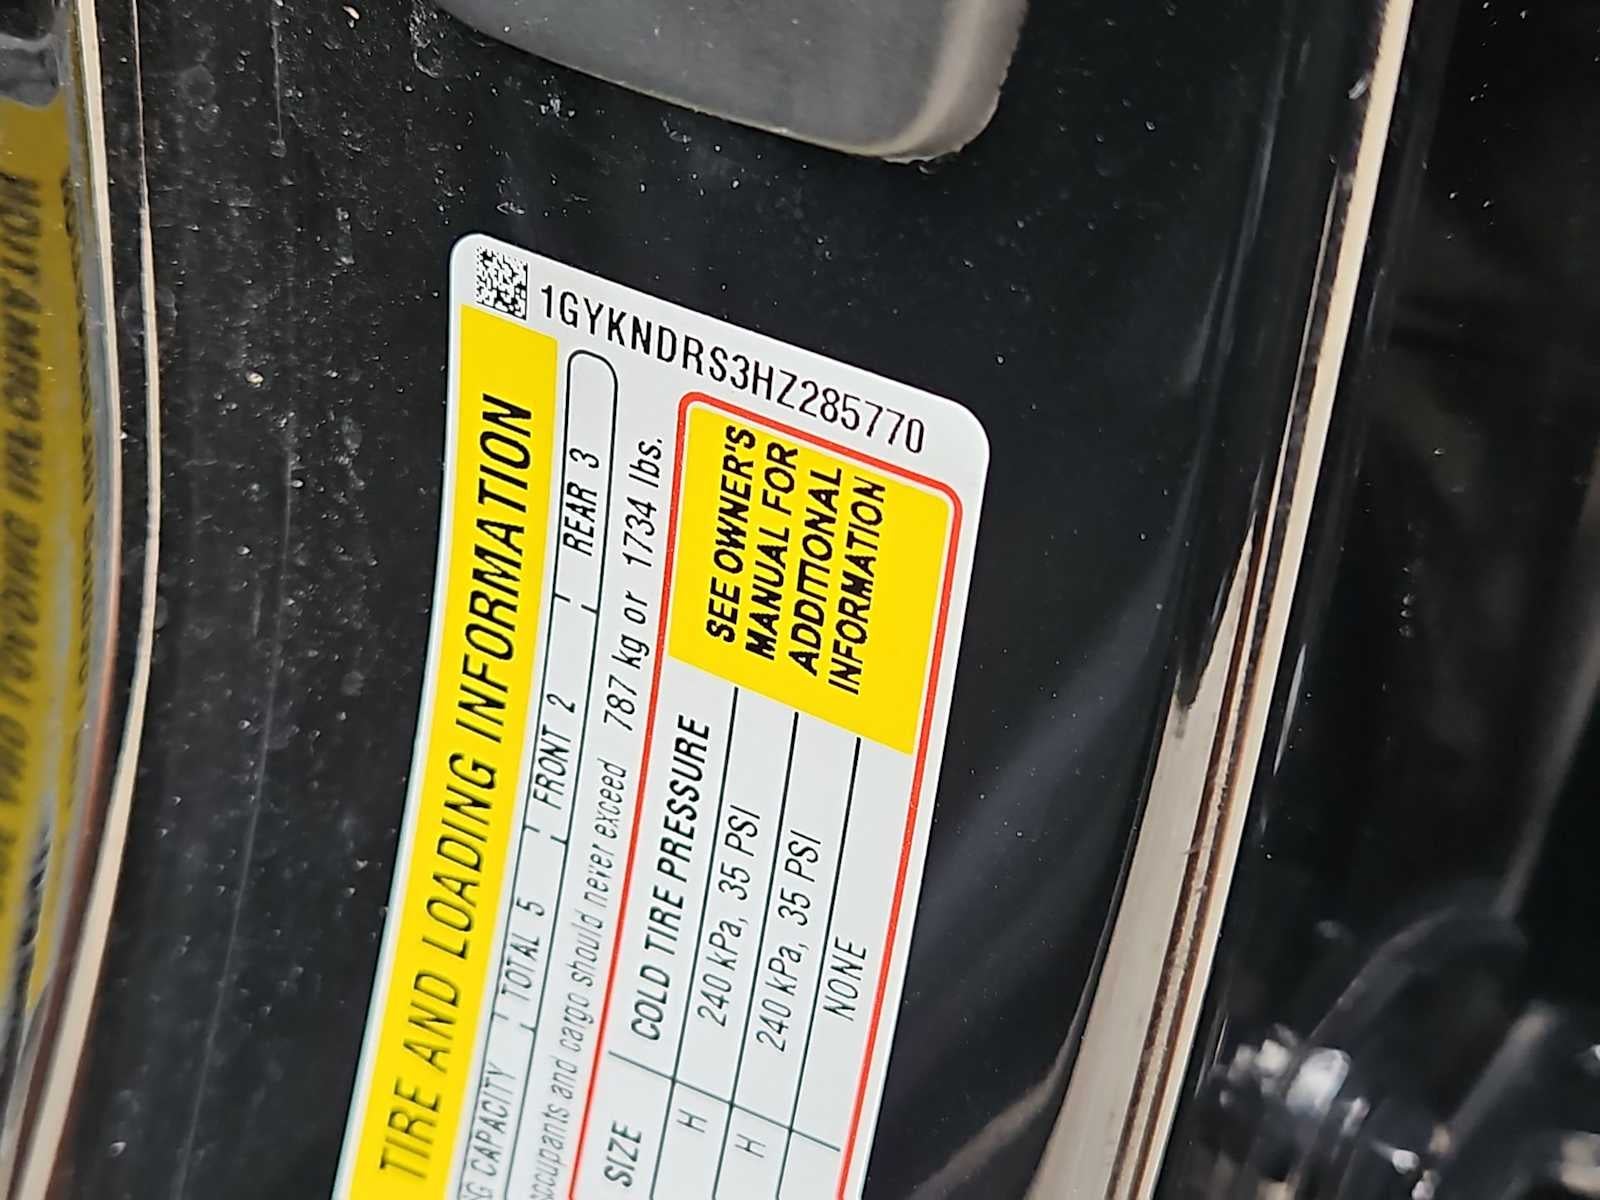 1GYKNDRS3HZ285770
TIRE AND LOADING INFORMATION
CAPACITY TOTAL 5 FRONT 2 REAR 3
occupants and cargo should never exceed 787 kg or 1734 lbs.
SIZE COLD TIRE PRESSURE
H 240 kPa, 35 PSI
H 240 kPa, 35 PSI
NONE
SEE OWNER'S
MANUAL FOR
ADDITIONAL
INFORMATION